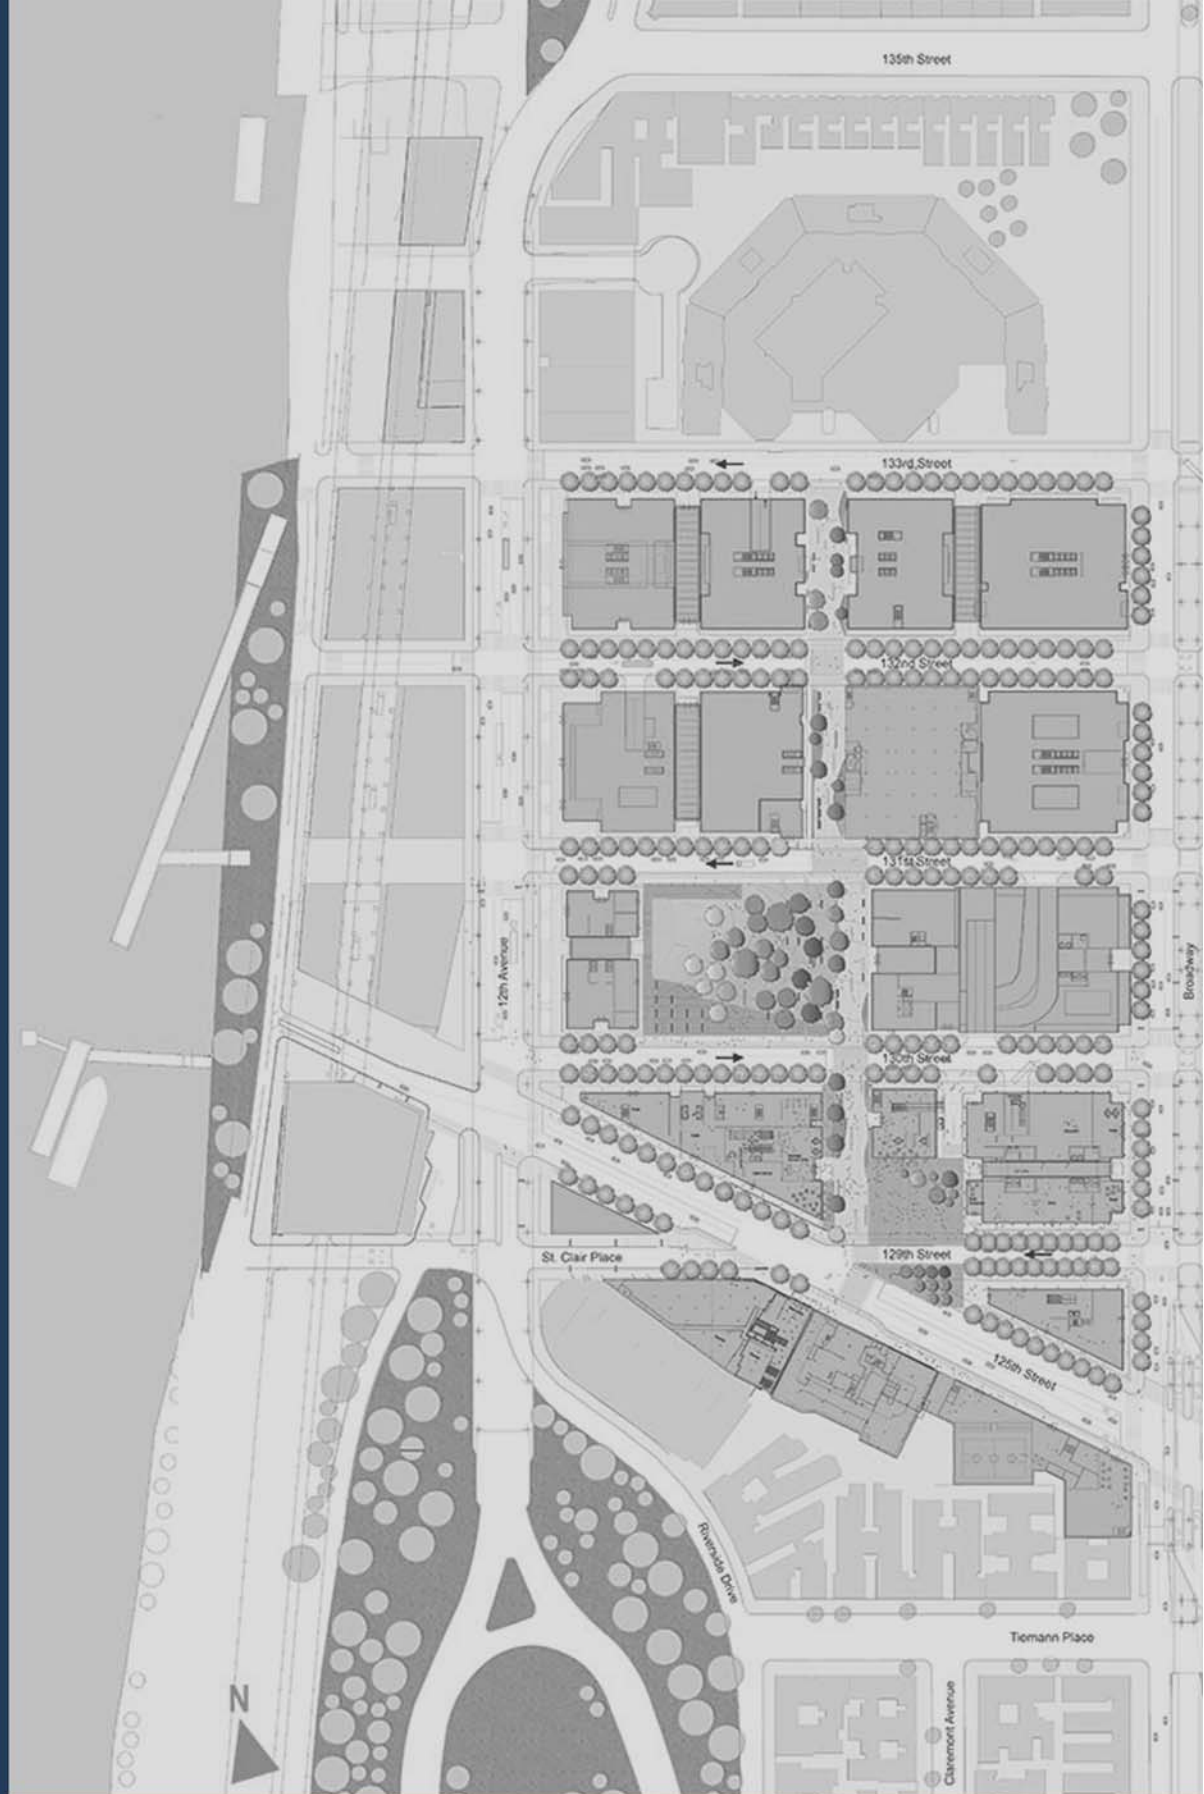 135th Street
133rd Street
132nd Street
131st Street
12th Avenue
Broadway
130th Street
St. Clair Place
129th Street
125th Street
Riverside Drive
Tiemann Place
Claremont Avenue
N